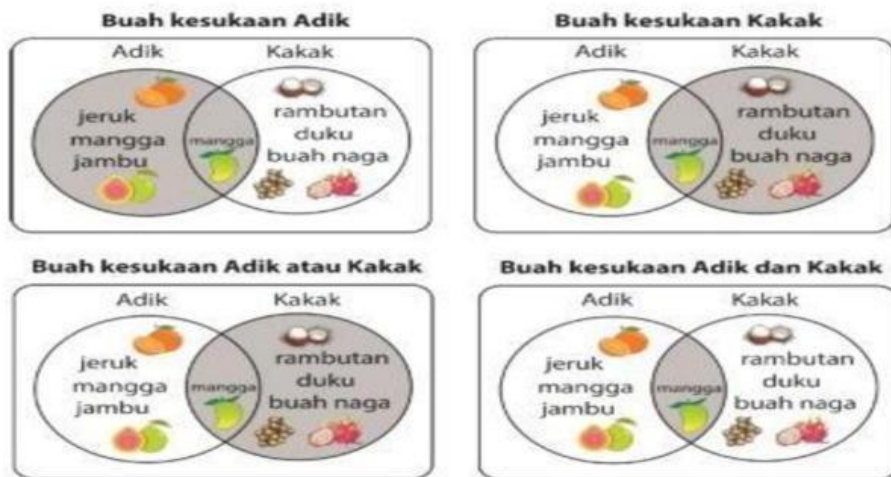 Buah kesukaan Adik
Adik Kakak
jeruk
mangga
jambu
mangga
rambutan
duku
buah naga
Buah kesukaan Kakak
Adik Kakak
jeruk
mangga
jambu
mangga
rambutan
duku
buah naga
Buah kesukaan Adik atau Kakak
Adik Kakak
jeruk
mangga
jambu
mangga
rambutan
duku
buah naga
Buah kesukaan Adik dan Kakak
Adik Kakak
jeruk
mangga
jambu
mangga
rambutan
duku
buah naga